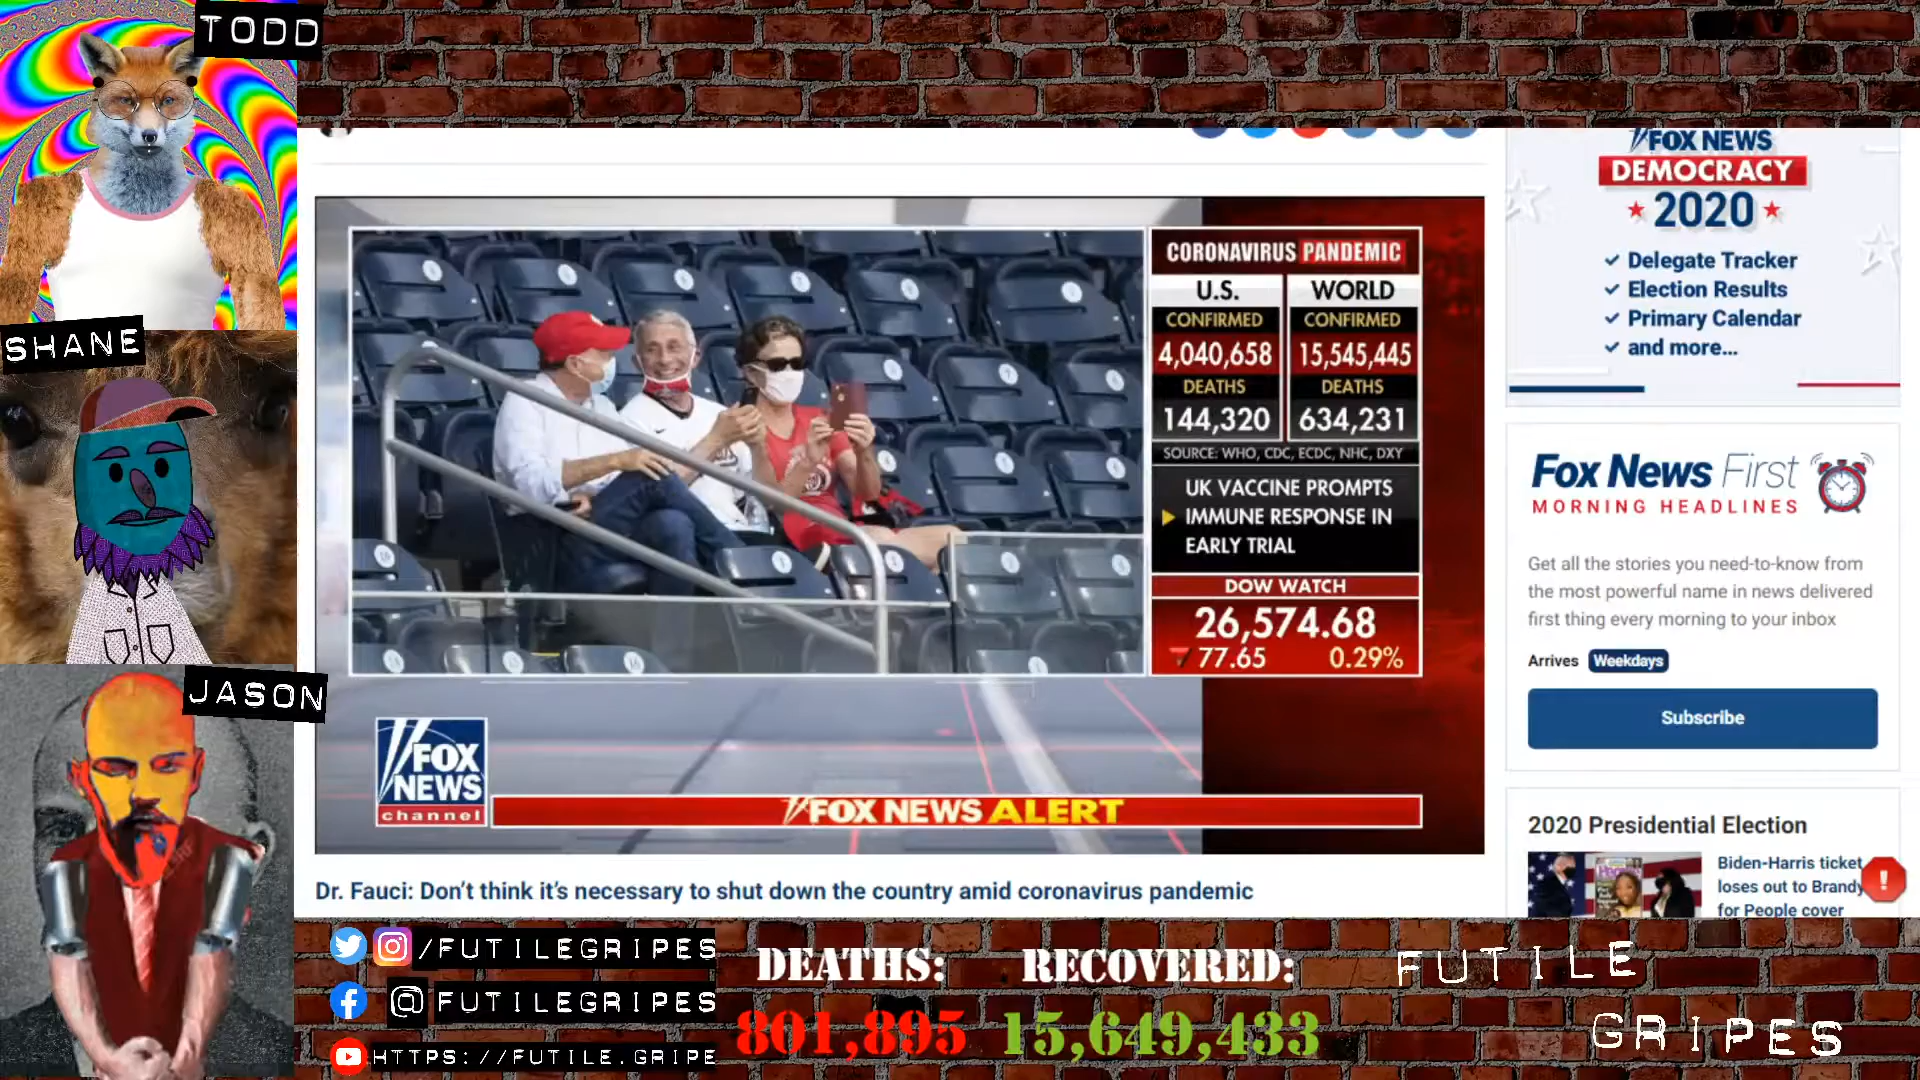 TODD
SHANE
JASON
FOX NEWS
DEMOCRACY
2020
Delegate Tracker
Election Results
Primary Calendar
and more...
CORONAVIRUS PANDEMIC
U.S. WORLD
CONFIRMED CONFIRMED
4,040,658 15,545,445
DEATHS DEATHS
144,320 634,231
SOURCE: WHO, CDC, ECDC, NHC, DXY
UK VACCINE PROMPTS
IMMUNE RESPONSE IN
EARLY TRIAL
DOW WATCH
26,574.68
77.65 0.29%
FOX
NEWS
channel
FOX NEWS ALERT
Dr. Fauci: Don't think it's necessary to shut down the country amid coronavirus pandemic
Fox News First
MORNING HEADLINES
Get all the stories you need-to-know from
the most powerful name in news delivered
first thing every morning to your inbox
Arrives Weekdays
Subscribe
2020 Presidential Election
Biden-Harris ticket
loses out to Brandy
for People cover
/FUTILEGRIPES
@FUTILEGRIPES
HTTPS://FUTILE.GRIPE
DEATHS: RECOVERED:
801,895 15,649,433
FUTILE
GRIPES